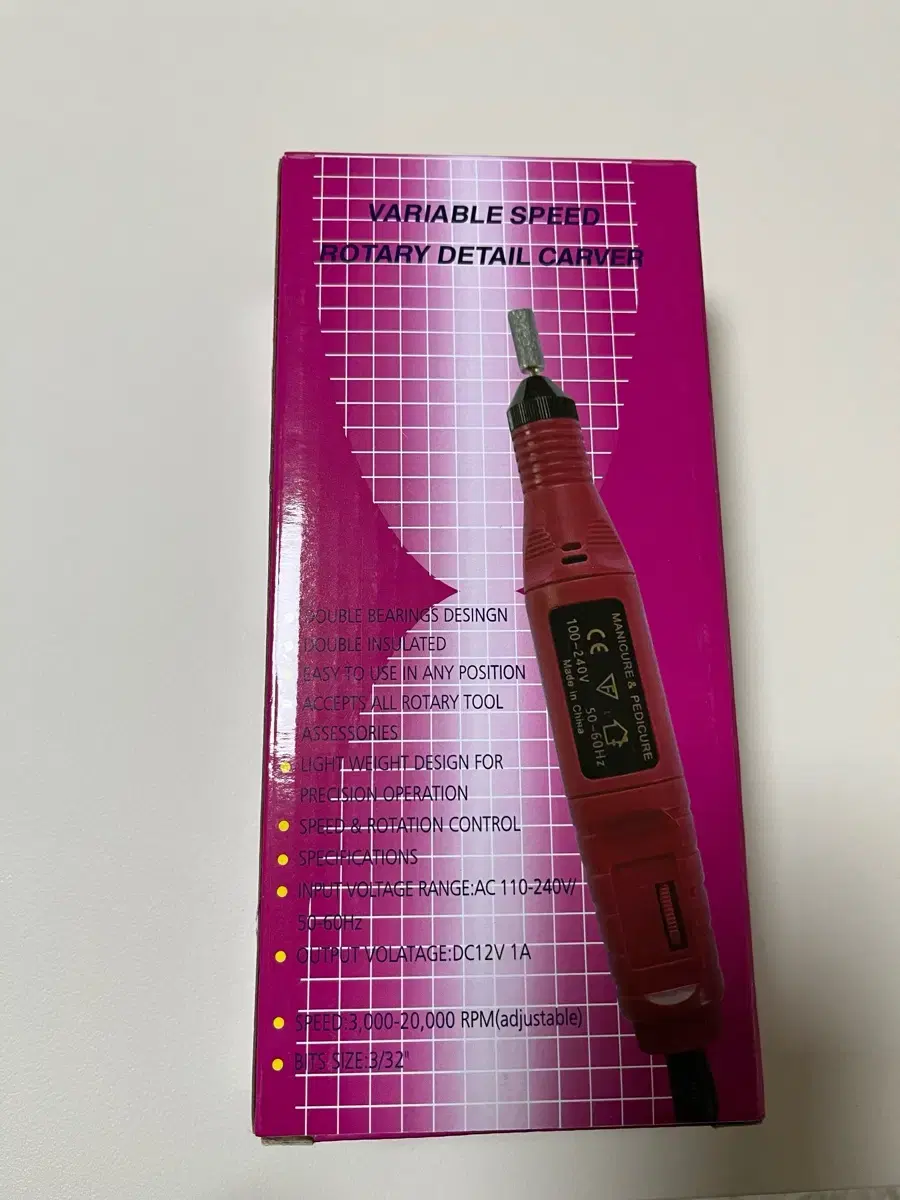 VARIABLE SPEED
ROTARY DETAIL CARVER
DOUBLE BEARINGS DESINGN
DOUBLE INSULATED
EASY TO USE IN ANY POSITION
ACCEPTS ALL ROTARY TOOL
ASSESSORIES
LIGHT WEIGHT DESIGN FOR
PRECISION OPERATION
SPEED & ROTATION CONTROL
SPECIFICATIONS
INPUT VOLTAGE RANGE:AC 110-240V/
50-60Hz
OUTPUT VOLATAGE:DC12V 1A
SPEED:3,000-20,000 RPM(adjustable)
BITS SIZE:3/32"
MANICURE & PEDICURE
CE
100-240V 50-60Hz
Made in China